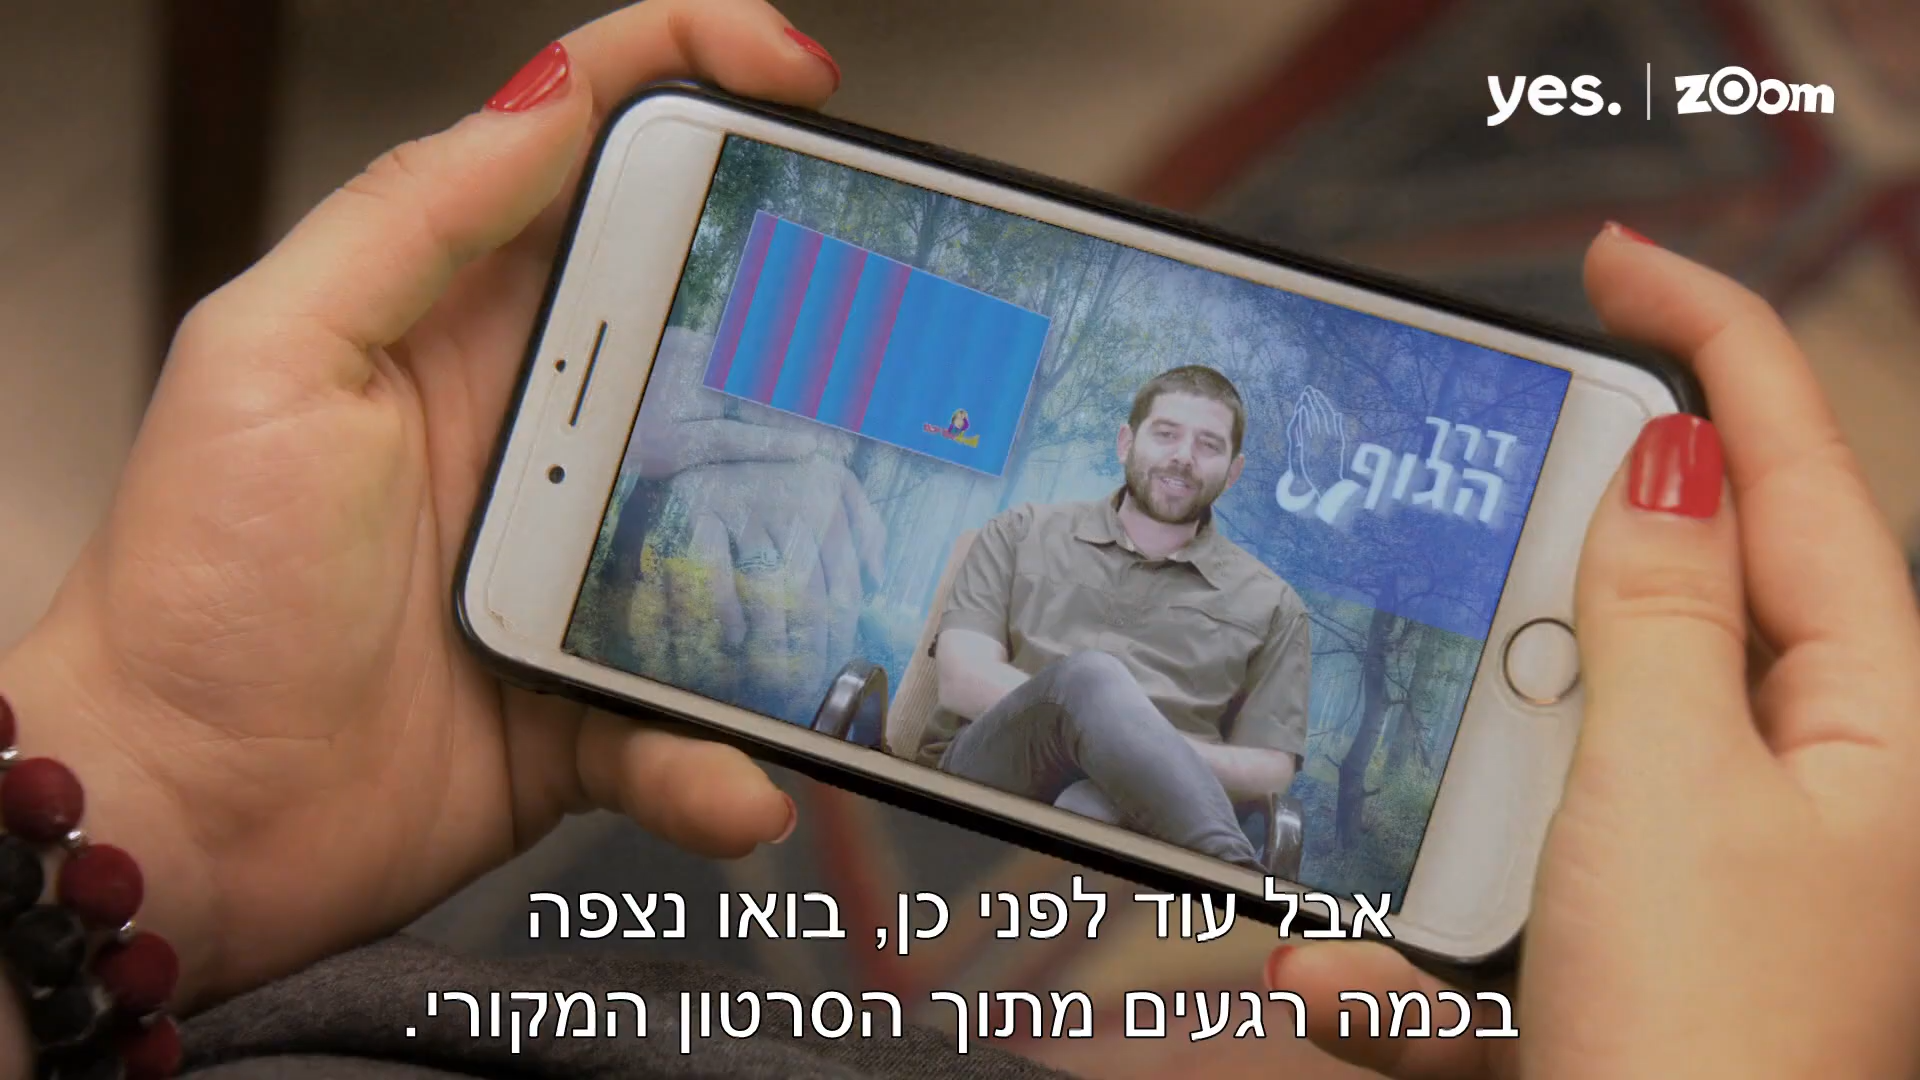 yes. | zoom
דרך
הגוף
אבל עוד לפני כן, בואו נצפה
בכמה רגעים מתוך הסרטון המקורי.